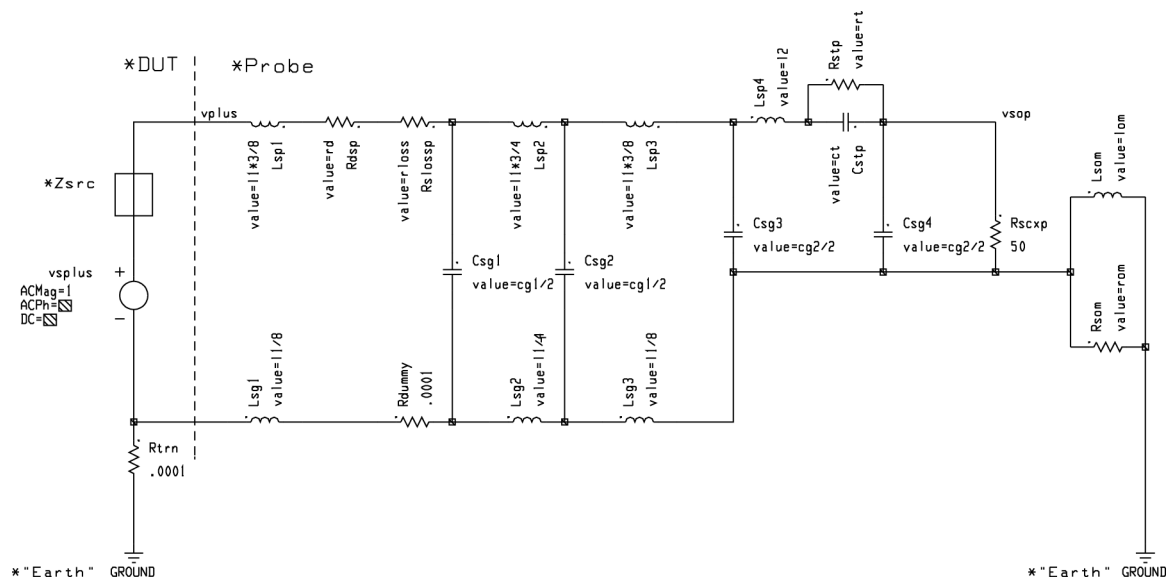 *DUT
*Probe
vplus
*Zsrc
vsplus
+
ACMag=1
ACPh=
DC=
−
Rtrn
.0001
*"Earth" GROUND
value=l1*3/8
Lsp1
value=rd
Rdsp
value=rloss
Rslossp
value=l1*3/4
Lsp2
value=l1*3/8
Lsp3
Csg1
value=cg1/2
Csg2
value=cg1/2
Lsg1
value=l1/8
Rdummy
.0001
Lsg2
value=l1/4
Lsg3
value=l1/8
Lsp4
value=l2
Rstp
value=rt
value=ct
Cstp
vsop
Csg3
value=cg2/2
Csg4
value=cg2/2
Rscxp
50
Lsom
value=lom
Rsom
value=rom
*"Earth" GROUND